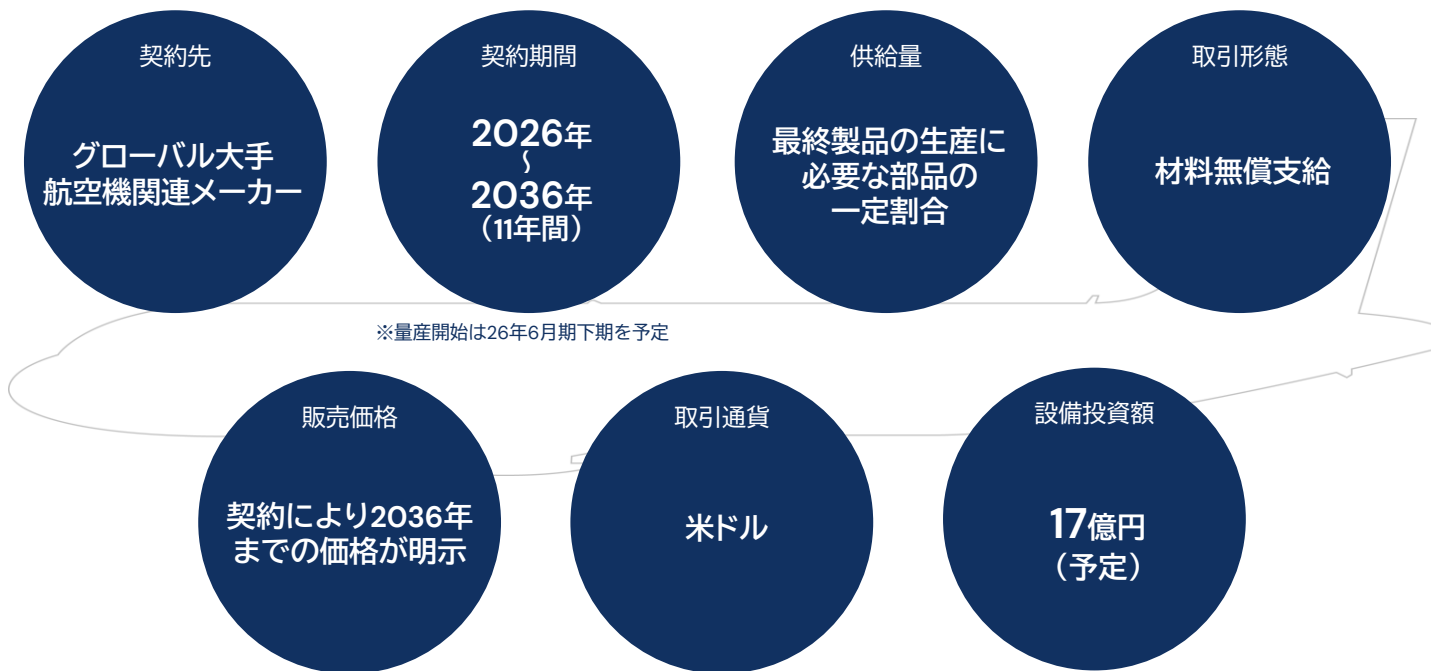 契約先
グローバル大手
航空機関連メーカー
契約期間
2026年
〜
2036年
（11年間）
供給量
最終製品の生産に
必要な部品の
一定割合
取引形態
材料無償支給
※量産開始は26年6月期下期を予定
販売価格
契約により2036年
までの価格が明示
取引通貨
米ドル
設備投資額
17億円
（予定）